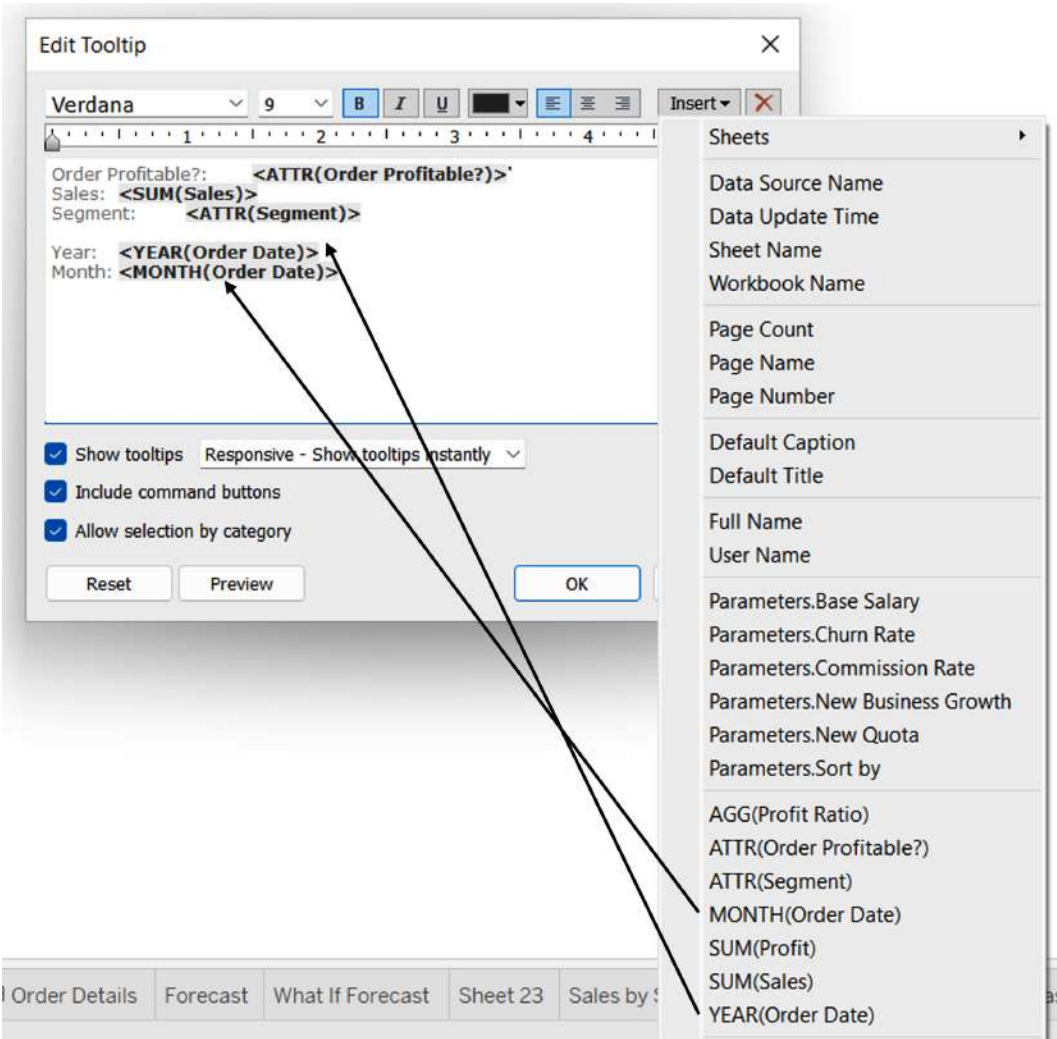 Edit Tooltip
Verdana 9 B I U Insert
1 2 3 4
Order Profitable?: <ATTR(Order Profitable?)>'
Sales: <SUM(Sales)>
Segment: <ATTR(Segment)>
Year: <YEAR(Order Date)>
Month: <MONTH(Order Date)>
Show tooltips Responsive - Show tooltips instantly
Include command buttons
Allow selection by category
Reset Preview OK
Sheets
Data Source Name
Data Update Time
Sheet Name
Workbook Name
Page Count
Page Name
Page Number
Default Caption
Default Title
Full Name
User Name
Parameters.Base Salary
Parameters.Churn Rate
Parameters.Commission Rate
Parameters.New Business Growth
Parameters.New Quota
Parameters.Sort by
AGG(Profit Ratio)
ATTR(Order Profitable?)
ATTR(Segment)
MONTH(Order Date)
SUM(Profit)
SUM(Sales)
YEAR(Order Date)
Order Details Forecast What If Forecast Sheet 23 Sales by